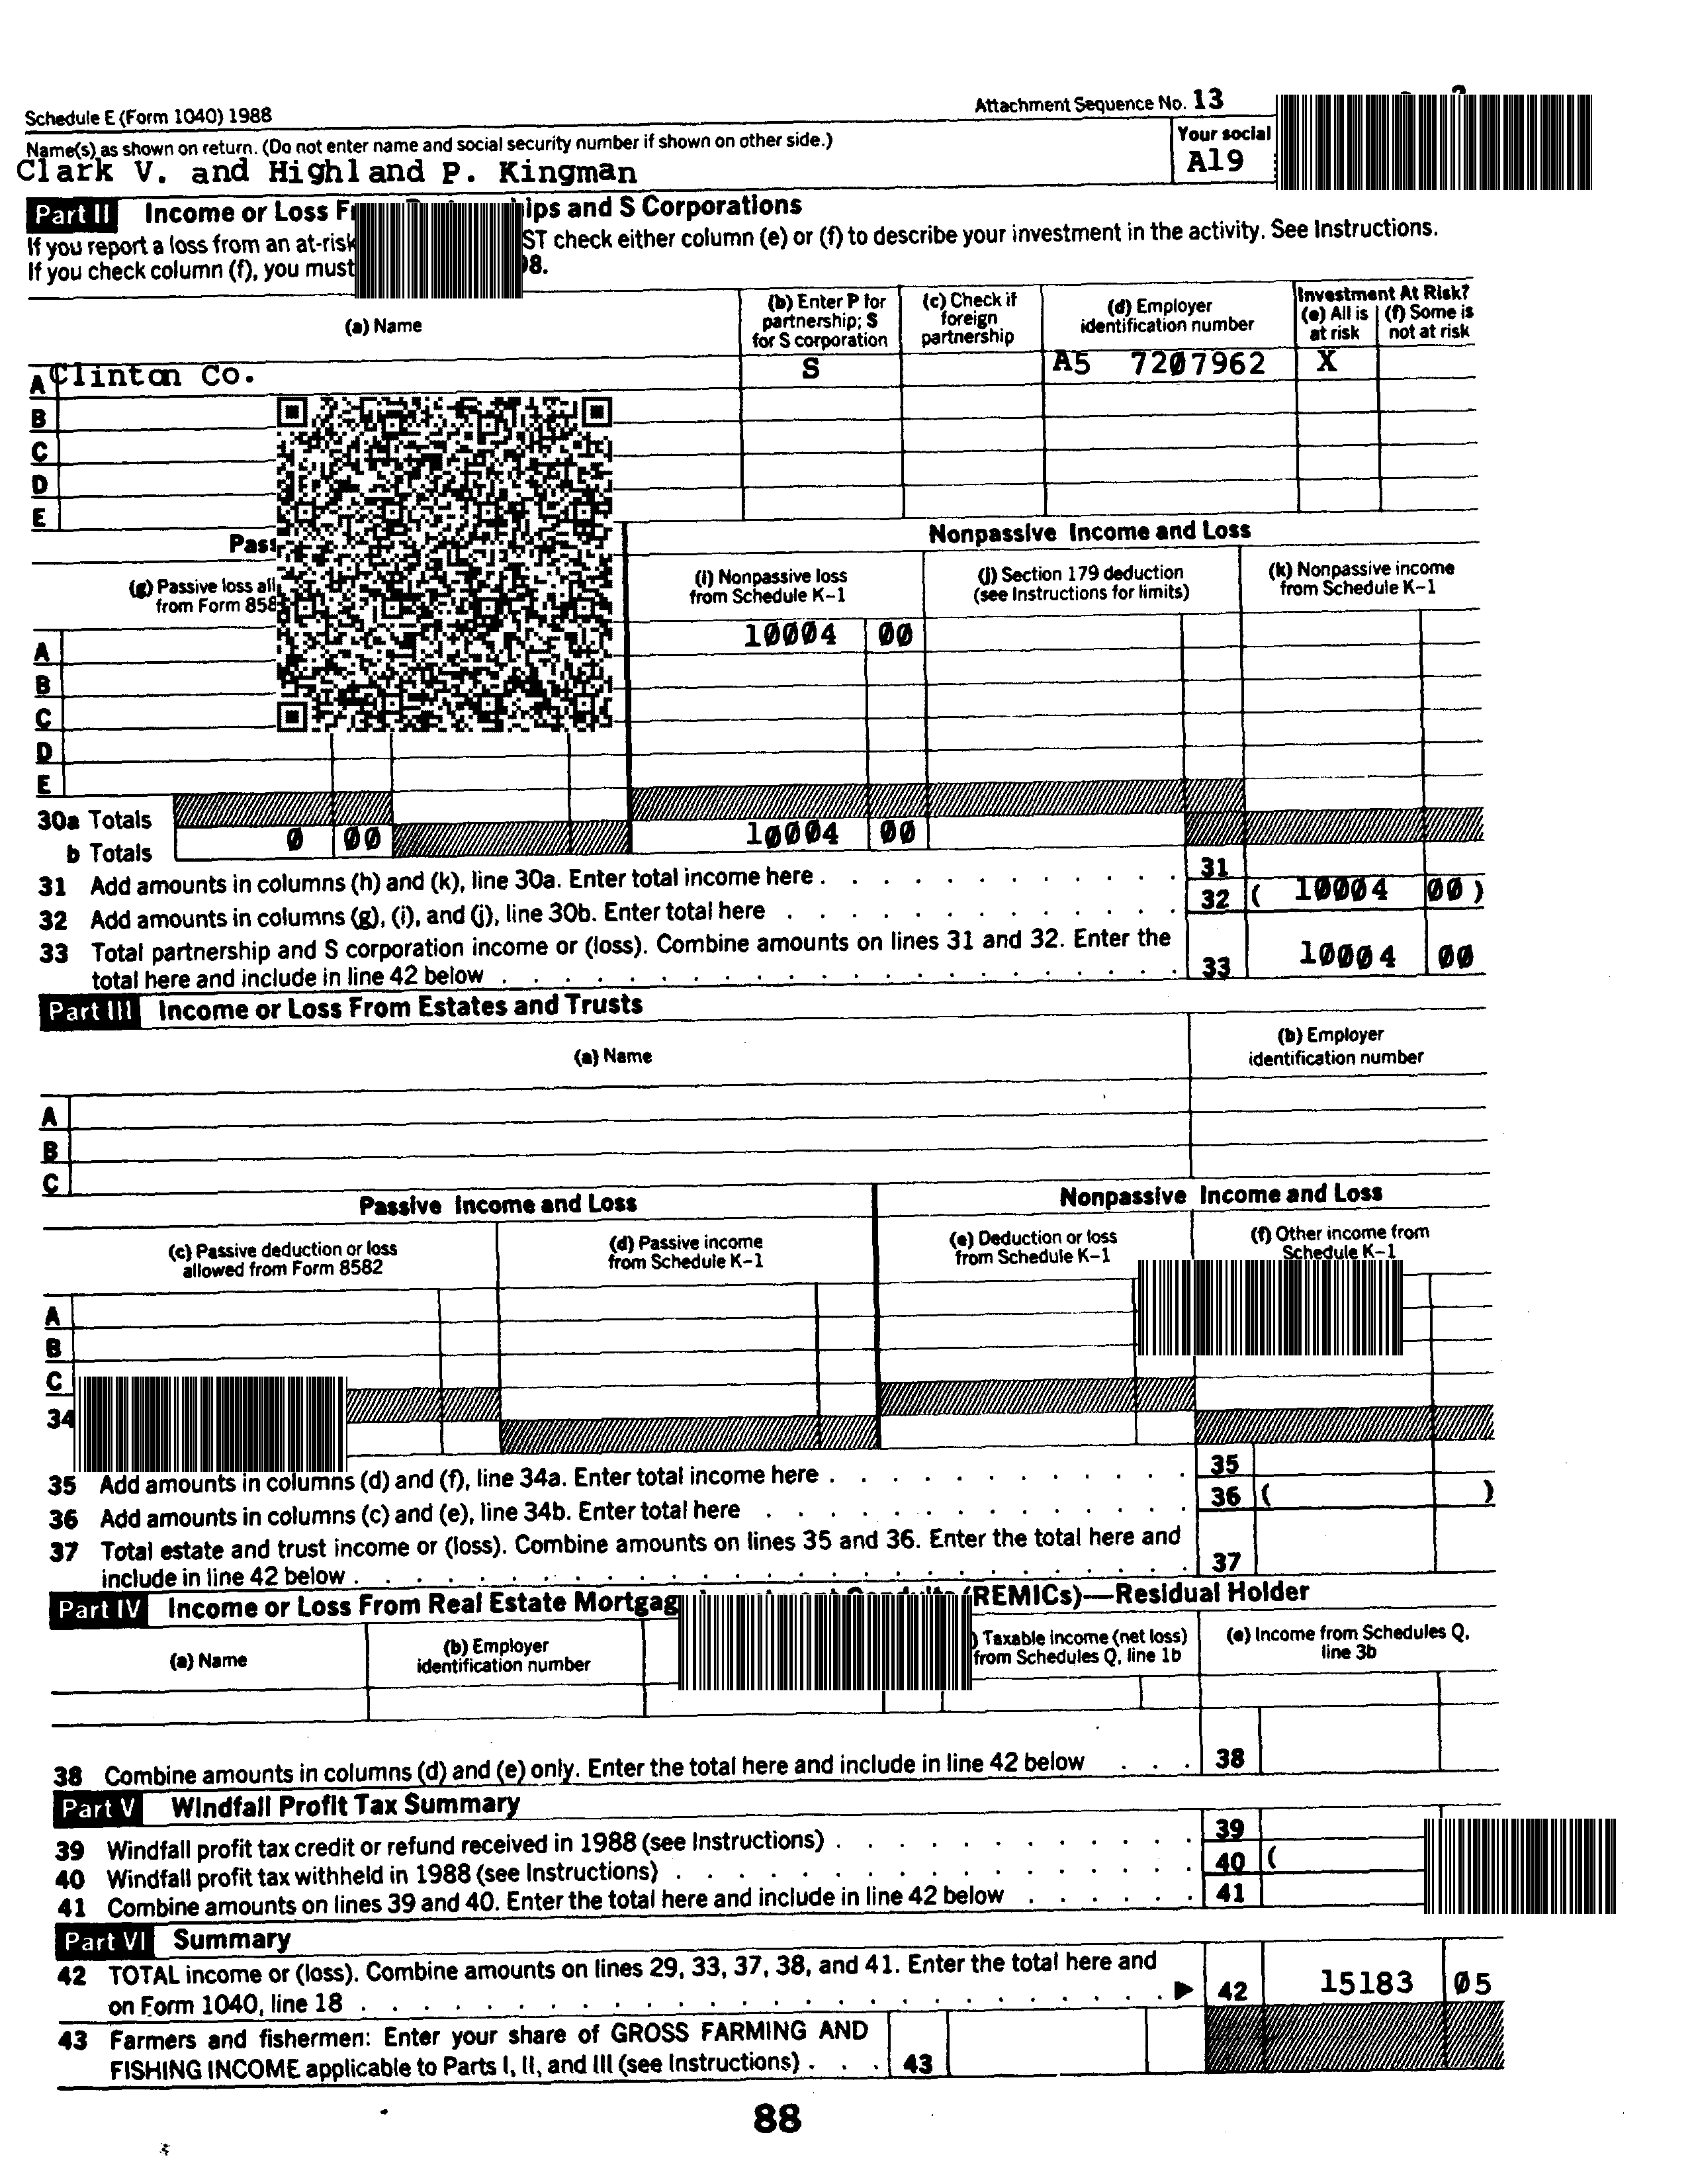 Schedule E (Form 1040) 1988
Attachment Sequence No. 13
Name(s) as shown on return. (Do not enter name and social security number if shown on other side.)
Your social
Clark V. and Highland P. Kingman
A19
Part II Income or Loss ips and S Corporations
If you report a loss from an at-risk check either column (e) or (f) to describe your investment in the activity. See Instructions.
If you check column (f), you must
(a) Name
(b) Enter P for partnership; S for S corporation
(c) Check if foreign partnership
(d) Employer identification number
Investment At Risk?
(e) All is at risk
(f) Some is not at risk
A Clinton Co. S A5 7207962 X
B
C
D
E
Nonpassive Income and Loss
(g) Passive loss
from Form
(i) Nonpassive loss from Schedule K-1
(j) Section 179 deduction (see Instructions for limits)
(k) Nonpassive income from Schedule K-1
A 10004 00
B
C
D
E
30a Totals
b Totals 0 00 10004 00
31 Add amounts in columns (h) and (k), line 30a. Enter total income here . . . 31
32 Add amounts in columns (g), (i), and (j), line 30b. Enter total here . . . 32 ( 10004 00 )
33 Total partnership and S corporation income or (loss). Combine amounts on lines 31 and 32. Enter the
total here and include in line 42 below . . . 33 10004 00
Part III Income or Loss From Estates and Trusts
(a) Name
(b) Employer identification number
A
B
C
Passive Income and Loss
Nonpassive Income and Loss
(c) Passive deduction or loss allowed from Form 8582
(d) Passive income from Schedule K-1
(e) Deduction or loss from Schedule K-1
(f) Other income from Schedule K-1
A
B
C
34
35 Add amounts in columns (d) and (f), line 34a. Enter total income here . . . 35
36 Add amounts in columns (c) and (e), line 34b. Enter total here . . . 36 ( )
37 Total estate and trust income or (loss). Combine amounts on lines 35 and 36. Enter the total here and
include in line 42 below . . . 37
Part IV Income or Loss From Real Estate (REMICs)—Residual Holder
(a) Name
(b) Employer identification number
Taxable income (net loss) from Schedules Q, line 1b
(e) Income from Schedules Q, line 3b
38 Combine amounts in columns (d) and (e) only. Enter the total here and include in line 42 below . . . 38
Part V Windfall Profit Tax Summary
39 Windfall profit tax credit or refund received in 1988 (see Instructions) . . . 39
40 Windfall profit tax withheld in 1988 (see Instructions) . . . 40 (
41 Combine amounts on lines 39 and 40. Enter the total here and include in line 42 below . . . 41
Part VI Summary
42 TOTAL income or (loss). Combine amounts on lines 29, 33, 37, 38, and 41. Enter the total here and
on Form 1040, line 18 . . . ▶ 42 15183 05
43 Farmers and fishermen: Enter your share of GROSS FARMING AND
FISHING INCOME applicable to Parts I, II, and III (see Instructions) . . . 43
88